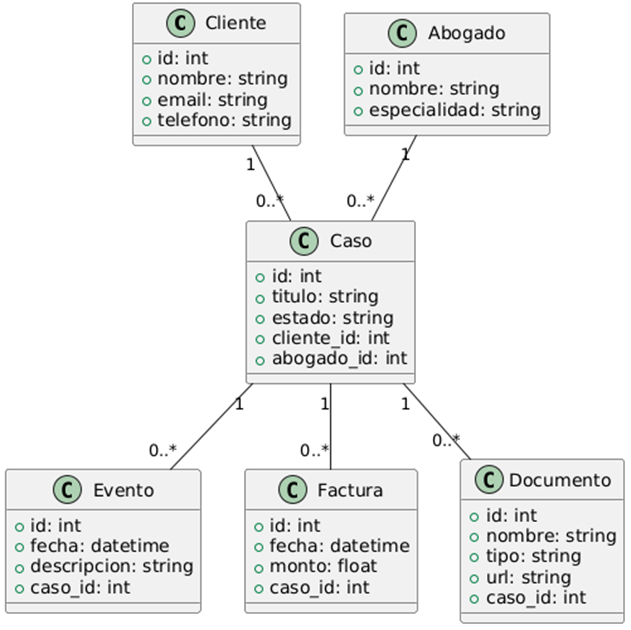 C Cliente
id: int
nombre: string
email: string
telefono: string
C Abogado
id: int
nombre: string
especialidad: string
1
0..*
1
0..*
C Caso
id: int
titulo: string
estado: string
cliente_id: int
abogado_id: int
1
0..*
1
0..*
1
0..*
C Evento
id: int
fecha: datetime
descripcion: string
caso_id: int
C Factura
id: int
fecha: datetime
monto: float
caso_id: int
C Documento
id: int
nombre: string
tipo: string
url: string
caso_id: int